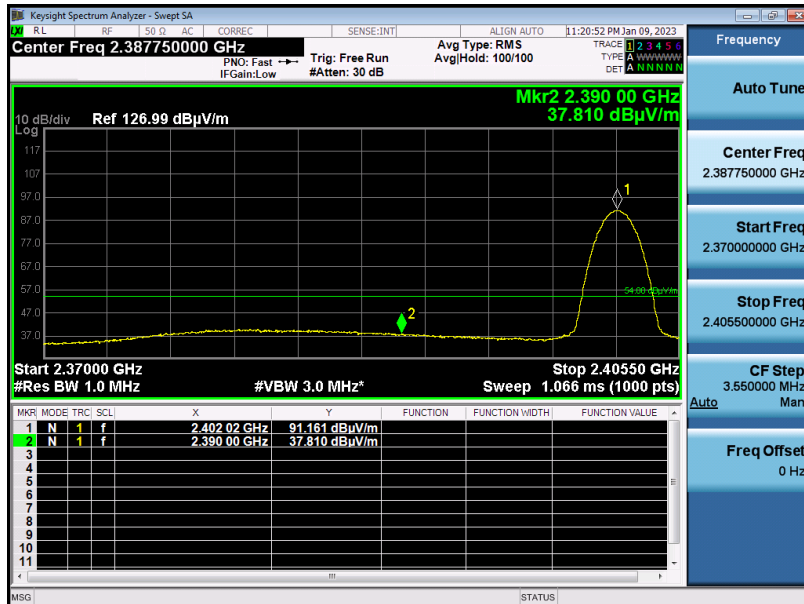 Keysight Spectrum Analyzer - Swept SA
LXI RL RF 50 Ω AC CORREC SENSE:INT ALIGN AUTO 11:20:52 PM Jan 09, 2023
Center Freq 2.387750000 GHz
PNO: Fast
IFGain:Low
Trig: Free Run
#Atten: 30 dB
Avg Type: RMS
Avg|Hold: 100/100
TRACE 1 2 3 4 5 6
TYPE A WWWWW
DET A N N N N N
Mkr2 2.390 00 GHz
37.810 dBµV/m
10 dB/div Ref 126.99 dBµV/m
Log
117
107
97.0
1
87.0
77.0
67.0
57.0
54.00 dBµV/m
47.0
2
37.0
Start 2.37000 GHz Stop 2.40550 GHz
#Res BW 1.0 MHz #VBW 3.0 MHz* Sweep 1.066 ms (1000 pts)
MKR MODE TRC SCL X Y FUNCTION FUNCTION WIDTH FUNCTION VALUE
1 N 1 f 2.402 02 GHz 91.161 dBµV/m
2 N 1 f 2.390 00 GHz 37.810 dBµV/m
3
4
5
6
7
8
9
10
11
MSG STATUS
Frequency
Auto Tune
Center Freq
2.387750000 GHz
Start Freq
2.370000000 GHz
Stop Freq
2.405500000 GHz
CF Step
3.550000 MHz
Auto Man
Freq Offset
0 Hz